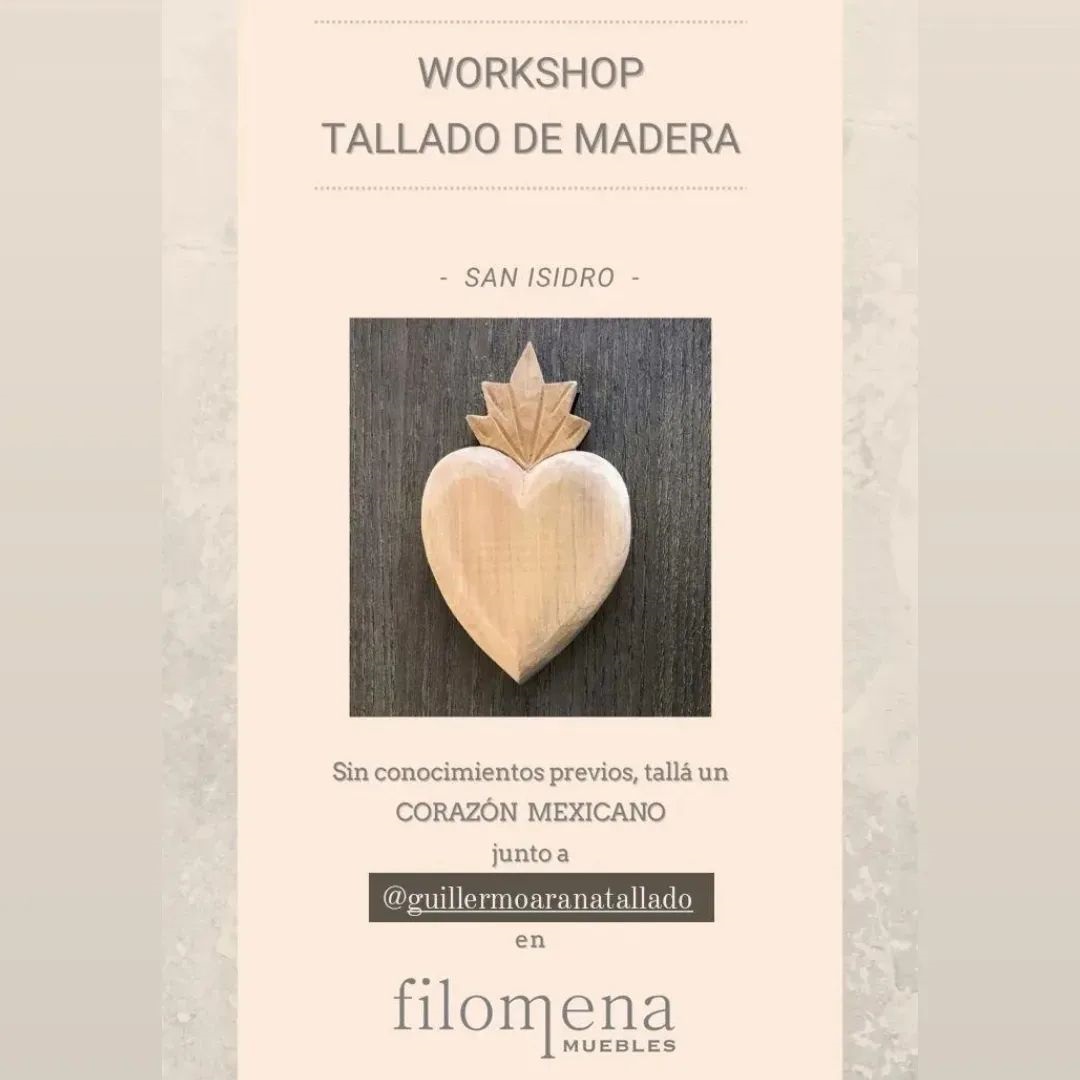 WORKSHOP
TALLADO DE MADERA
- SAN ISIDRO -
Sin conocimientos previos, tallá un
CORAZÓN MEXICANO
junto a
@guillermoaranatallado
en
filomena
MUEBLES